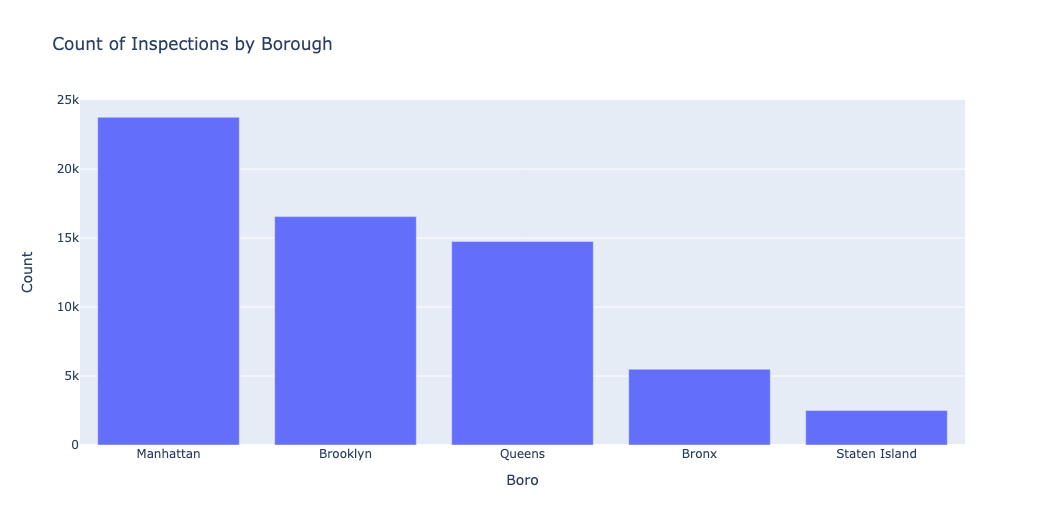 Count of Inspections by Borough
25k
20k
15k
10k
5k
0
Count
Manhattan Brooklyn Queens Bronx Staten Island
Boro